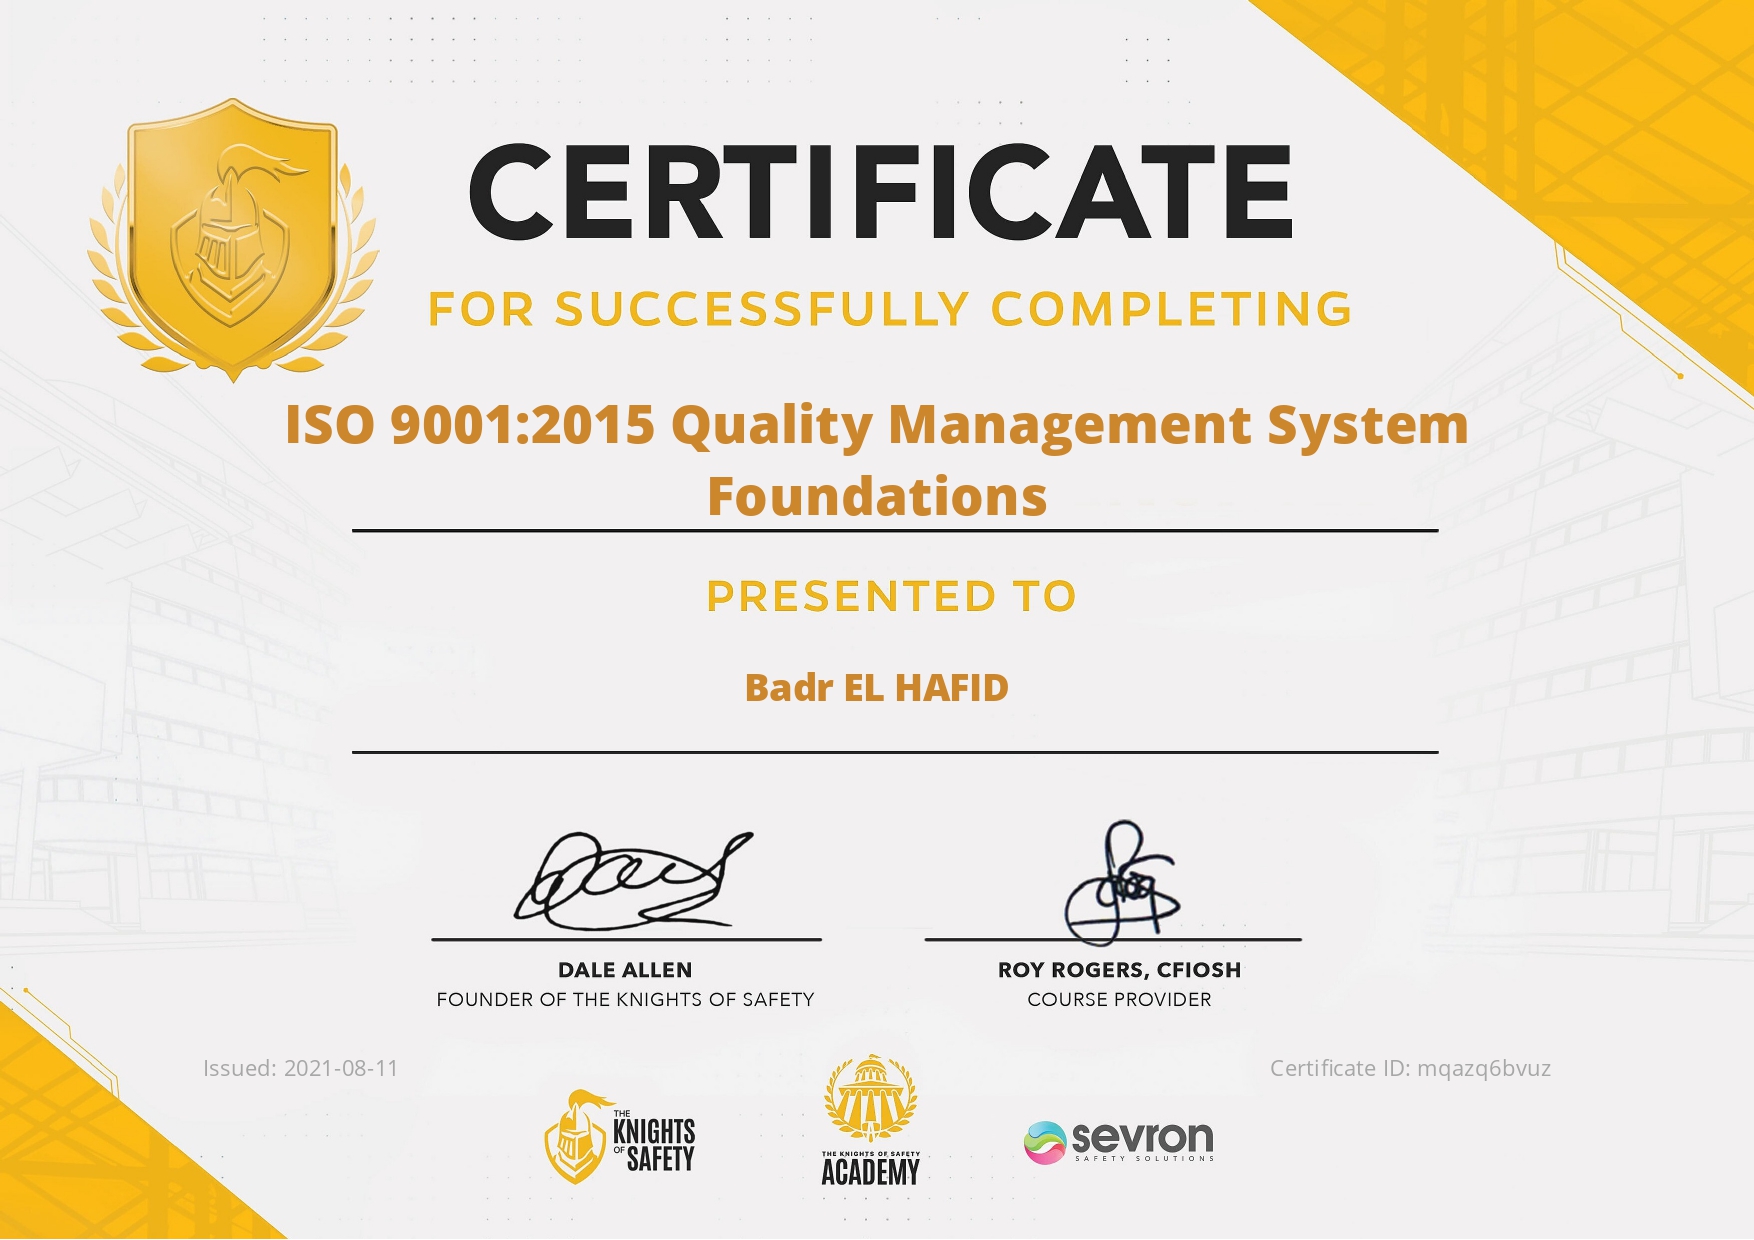 CERTIFICATE
FOR SUCCESSFULLY COMPLETING
ISO 9001:2015 Quality Management System
Foundations
PRESENTED TO
Badr EL HAFID
DALE ALLEN
FOUNDER OF THE KNIGHTS OF SAFETY
ROY ROGERS, CFIOSH
COURSE PROVIDER
Issued: 2021-08-11
Certificate ID: mqazq6bvuz
THE
KNIGHTS
OF SAFETY
THE KNIGHTS OF SAFETY
ACADEMY
sevron
SAFETY SOLUTIONS